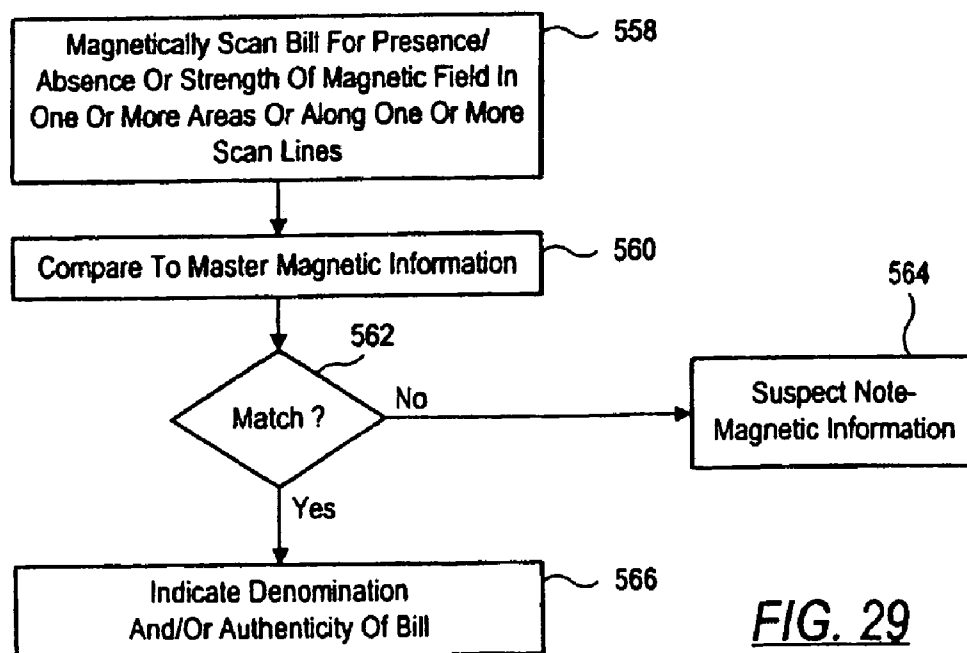 Magnetically Scan Bill For Presence/
Absence Or Strength Of Magnetic Field In
One Or More Areas Or Along One Or More
Scan Lines
558
Compare To Master Magnetic Information
560
562
Match ?
No
564
Suspect Note-
Magnetic Information
Yes
Indicate Denomination
And/Or Authenticity Of Bill
566
FIG. 29